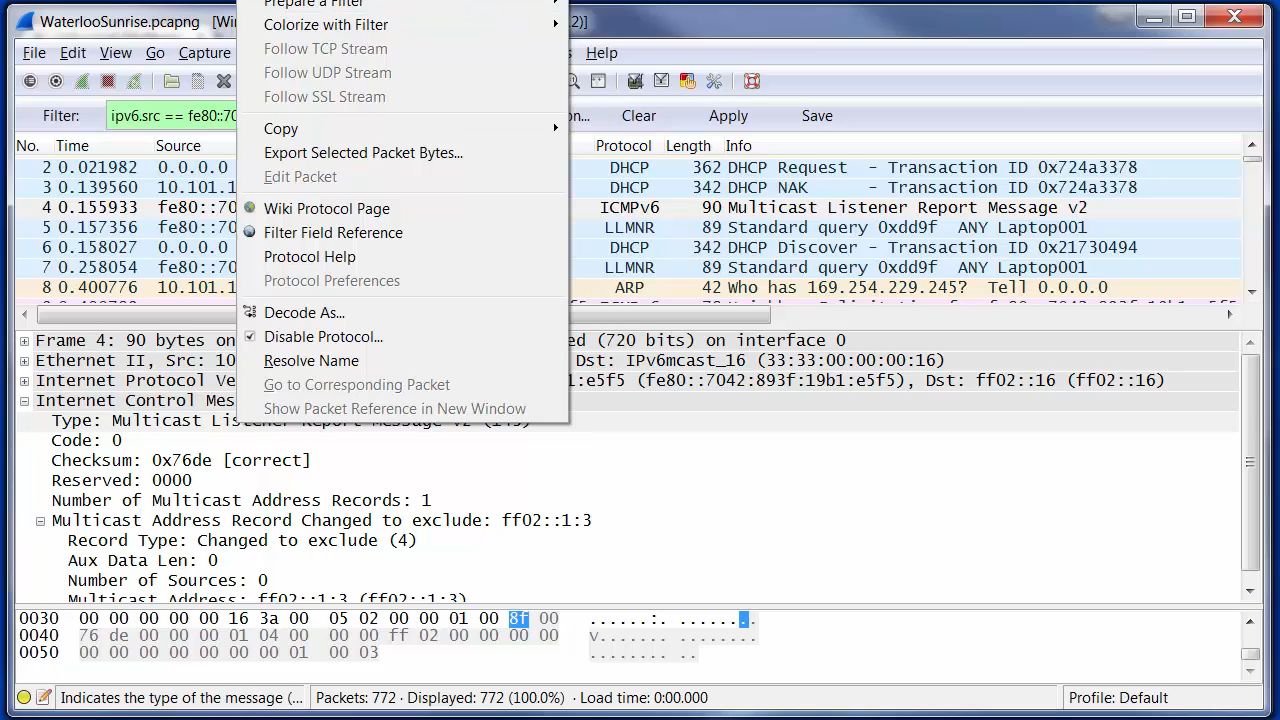 WaterlooSunrise.pcapng [Win
2)]
File Edit View Go Capture
Help
Filter: ipv6.src == fe80::70
n... Clear Apply Save
No. Time Source
Protocol Length Info
2 0.021982 0.0.0.0 DHCP 362 DHCP Request - Transaction ID 0x724a3378
3 0.139560 10.101.1 DHCP 342 DHCP NAK - Transaction ID 0x724a3378
4 0.155933 fe80::70 ICMPv6 90 Multicast Listener Report Message v2
5 0.157356 fe80::70 LLMNR 89 Standard query 0xdd9f ANY Laptop001
6 0.158027 0.0.0.0 DHCP 342 DHCP Discover - Transaction ID 0x21730494
7 0.258054 fe80::70 LLMNR 89 Standard query 0xdd9f ANY Laptop001
8 0.400776 10.101.1 ARP 42 Who has 169.254.229.245? Tell 0.0.0.0
Prepare a Filter
Colorize with Filter
Follow TCP Stream
Follow UDP Stream
Follow SSL Stream
Copy
Export Selected Packet Bytes...
Edit Packet
Wiki Protocol Page
Filter Field Reference
Protocol Help
Protocol Preferences
Decode As...
Disable Protocol...
Resolve Name
Go to Corresponding Packet
Show Packet Reference in New Window
Frame 4: 90 bytes on
ed (720 bits) on interface 0
Ethernet II, Src: 10
Dst: IPv6mcast_16 (33:33:00:00:00:16)
Internet Protocol Ve
b1:e5f5 (fe80::7042:893f:19b1:e5f5), Dst: ff02::16 (ff02::16)
Internet Control Mes
Type: Multicast Listener Report Message v2 (143)
Code: 0
Checksum: 0x76de [correct]
Reserved: 0000
Number of Multicast Address Records: 1
Multicast Address Record Changed to exclude: ff02::1:3
Record Type: Changed to exclude (4)
Aux Data Len: 0
Number of Sources: 0
Multicast Address: ff02::1:3 (ff02::1:3)
0030 00 00 00 00 00 16 3a 00 05 02 00 00 01 00 8f 00 ......:. ........
0040 76 de 00 00 00 01 04 00 00 00 ff 02 00 00 00 00 v....... ........
0050 00 00 00 00 00 01 00 03 ........ ..
Indicates the type of the message (... Packets: 772 · Displayed: 772 (100.0%) · Load time: 0:00.000 Profile: Default